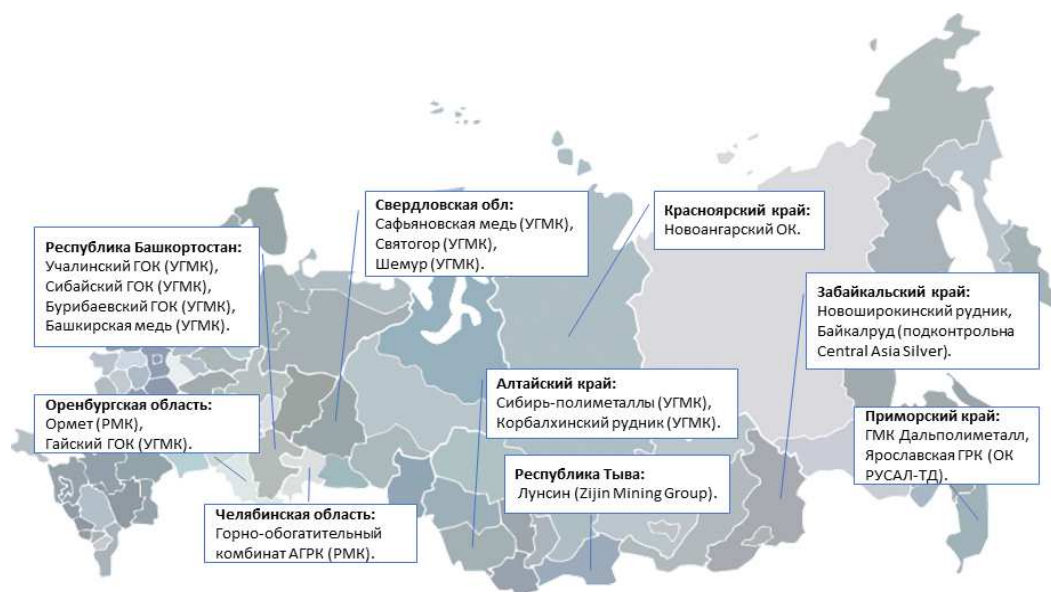 Свердловская обл:
Сафьяновская медь (УГМК),
Святогор (УГМК),
Шемур (УГМК).
Красноярский край:
Новоангарский ОК.
Республика Башкортостан:
Учалинский ГОК (УГМК),
Сибайский ГОК (УГМК),
Бурибаевский ГОК (УГМК),
Башкирская медь (УГМК).
Забайкальский край:
Новоширокинский рудник,
Байкалруд (подконтрольна
Central Asia Silver).
Алтайский край:
Сибирь-полиметаллы (УГМК),
Корбалхинский рудник (УГМК).
Оренбургская область:
Ормет (РМК),
Гайский ГОК (УГМК).
Приморский край:
ГМК Дальполиметалл,
Ярославская ГРК (ОК
РУСАЛ-ТД).
Республика Тыва:
Лунсин (Zijin Mining Group).
Челябинская область:
Горно-обогатительный
комбинат АГРК (РМК).